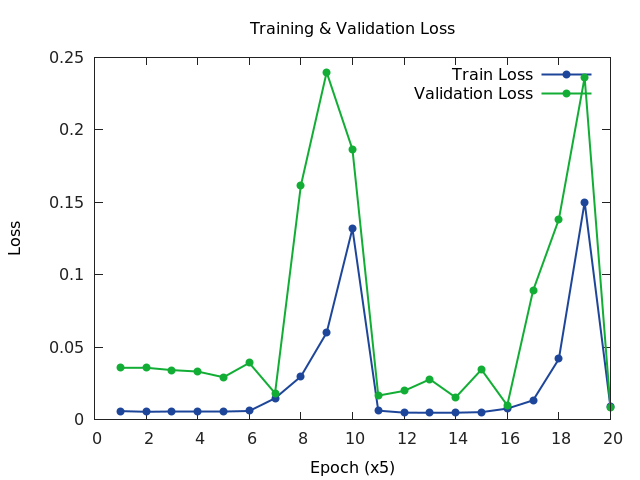 Training & Validation Loss
Train Loss
Validation Loss
0.25
0.2
0.15
0.1
0.05
0
Loss
0 2 4 6 8 10 12 14 16 18 20
Epoch (x5)